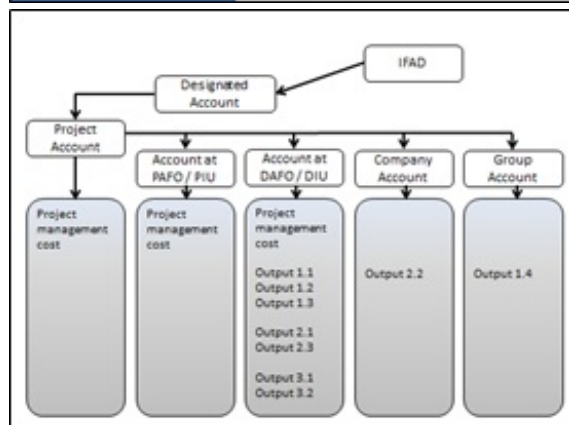 IFAD
Designated
Account
Project
Account
Account at
PAFO / PIU
Account at
DAFO / DIU
Company
Account
Group
Account
Project
management
cost
Project
management
cost
Project
management
cost
Output 1.1
Output 1.2
Output 1.3
Output 2.1
Output 2.3
Output 3.1
Output 3.2
Output 2.2
Output 1.4